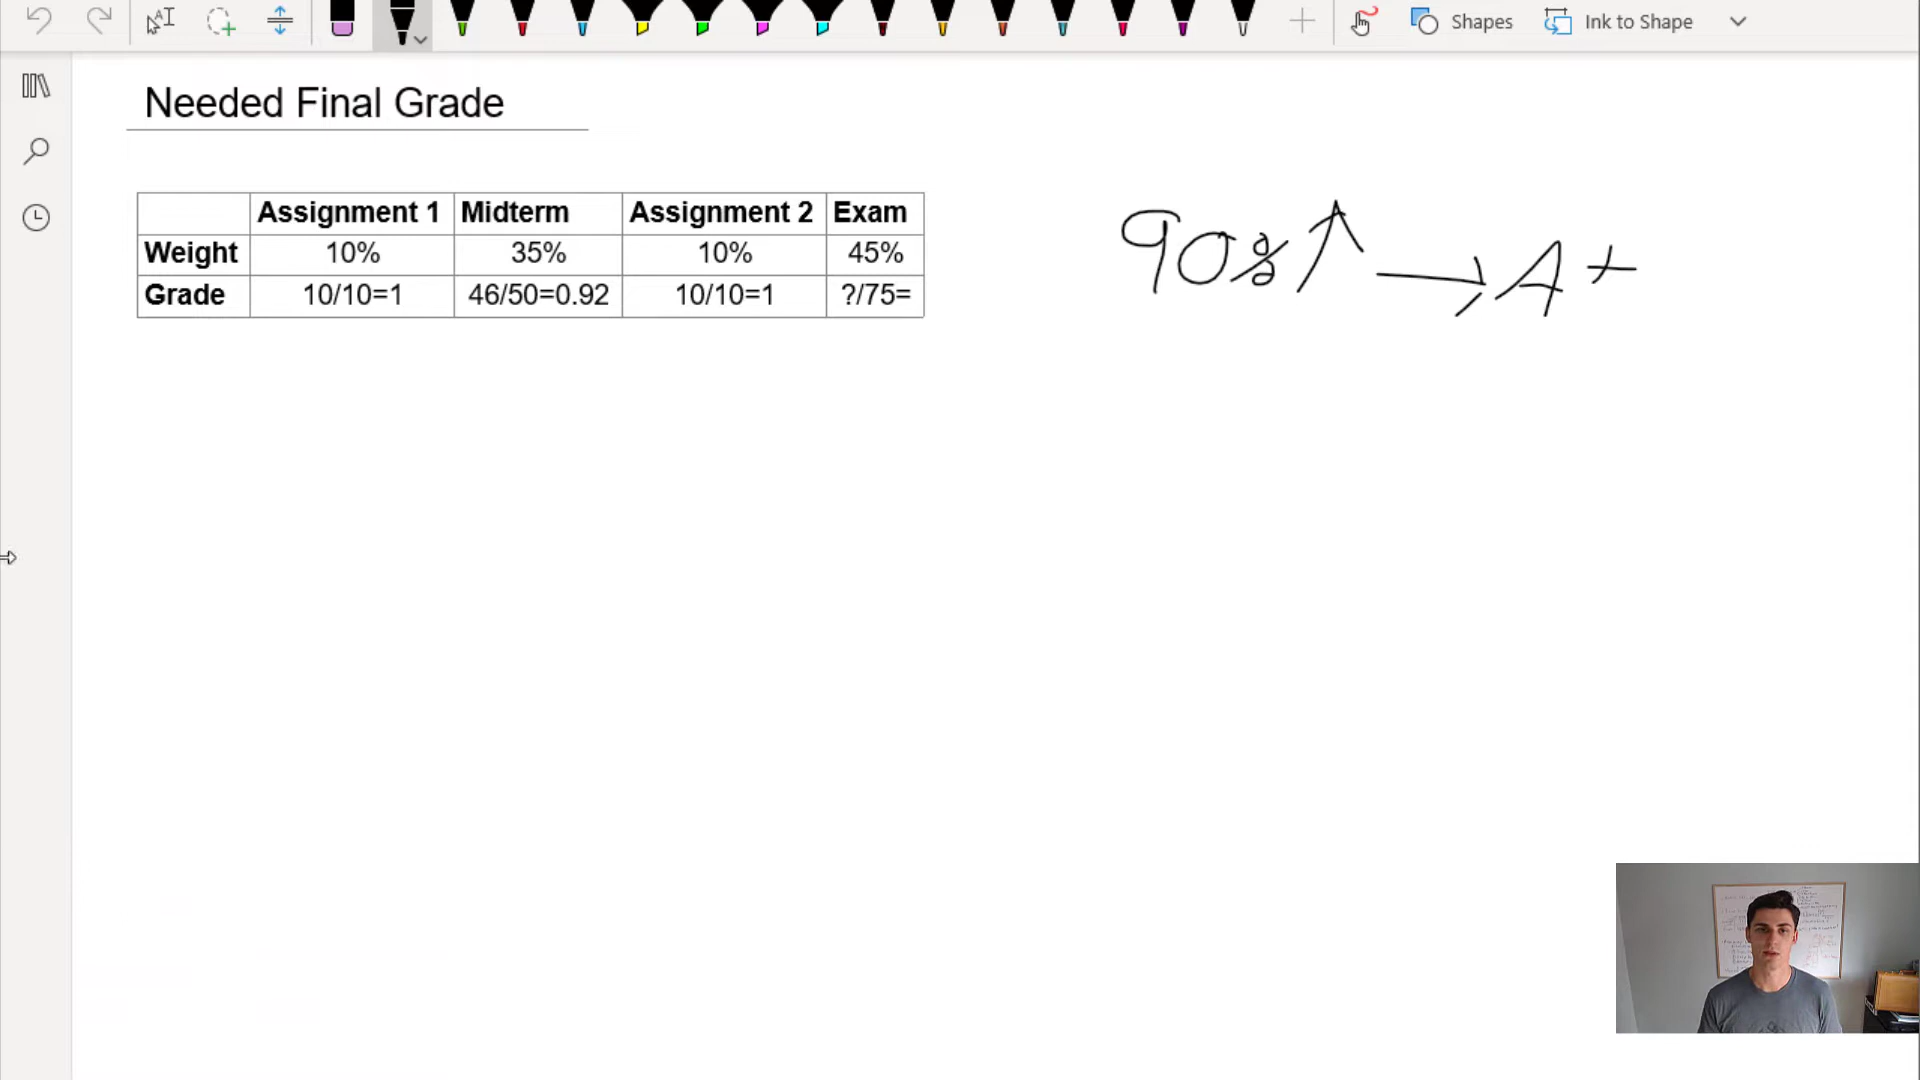 Shapes
Ink to Shape
Needed Final Grade
Assignment 1 Midterm Assignment 2 Exam
Weight 10% 35% 10% 45%
Grade 10/10=1 46/50=0.92 10/10=1 ?/75=
90%↑ → A+